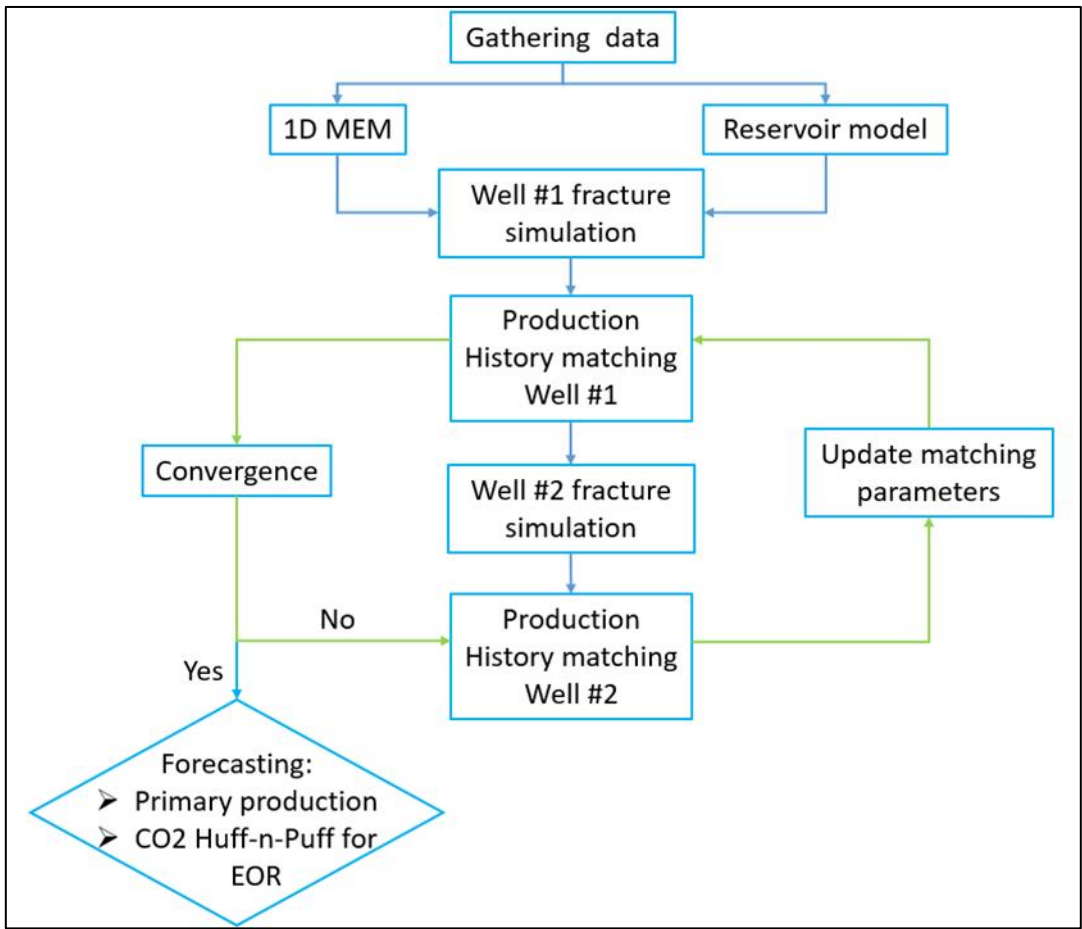 Gathering data
1D MEM
Reservoir model
Well #1 fracture
simulation
Production
History matching
Well #1
Convergence
Well #2 fracture
simulation
Update matching
parameters
No
Production
History matching
Well #2
Yes
Forecasting:
➢ Primary production
➢ CO2 Huff-n-Puff for
EOR